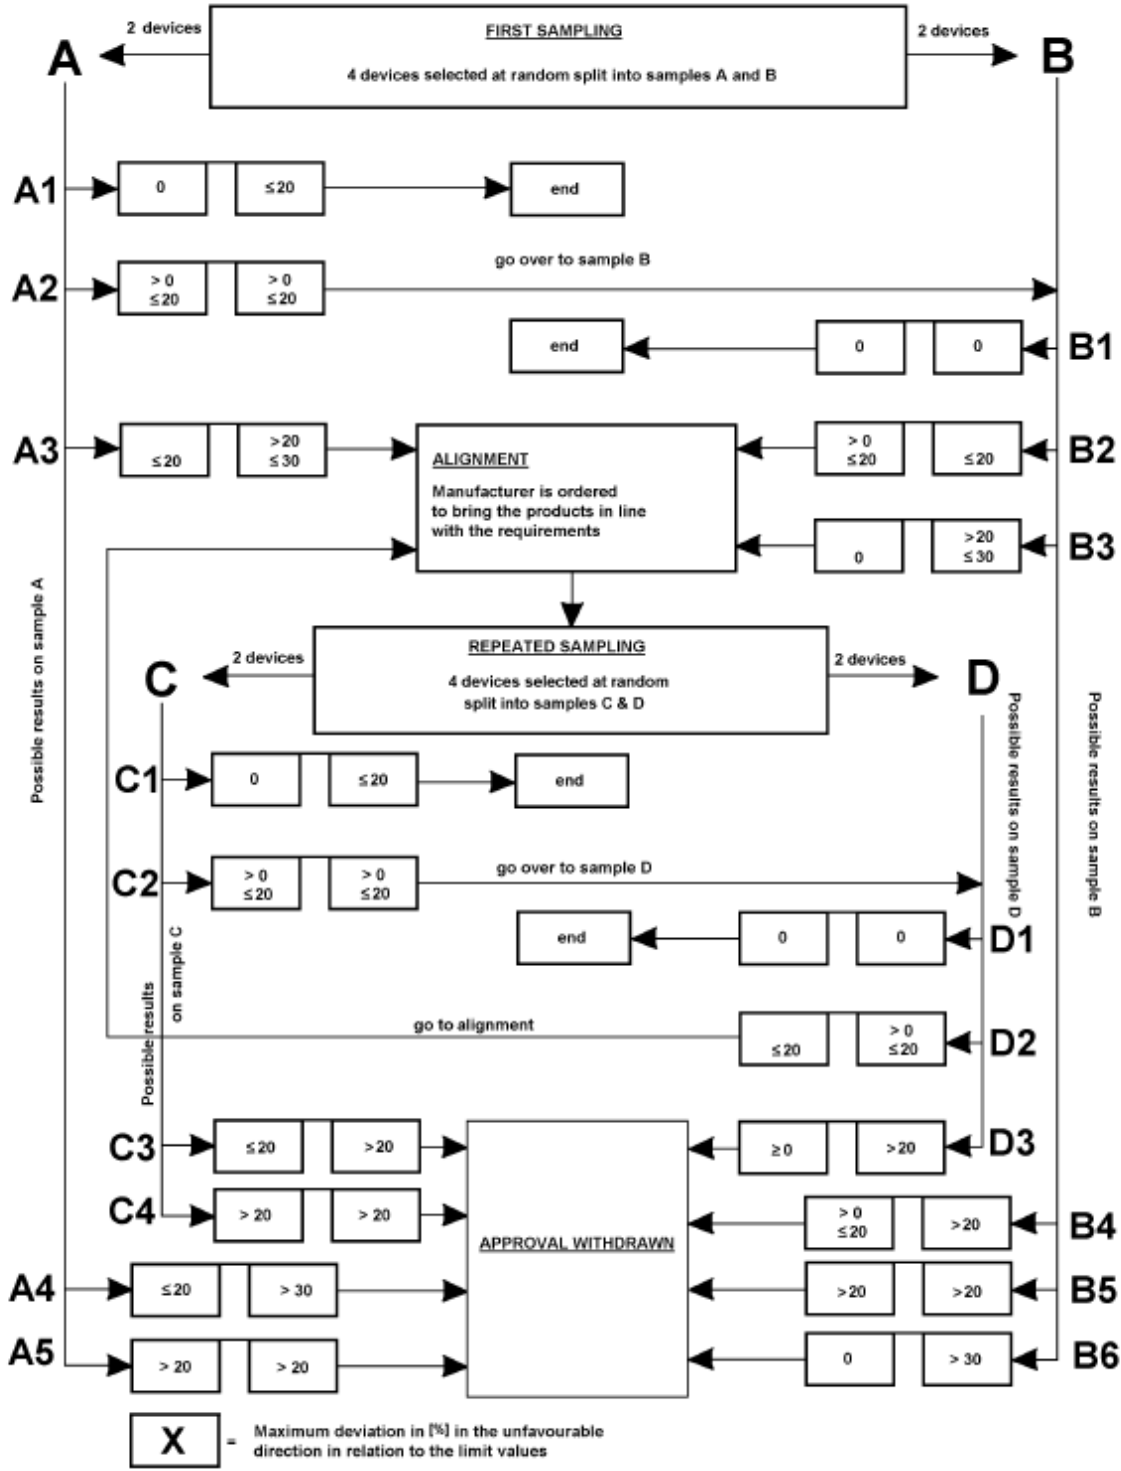 FIRST SAMPLING
2 devices
2 devices
A
B
4 devices selected at random split into samples A and B
A1
0
≤ 20
end
go over to sample B
A2
> 0
≤ 20
> 0
≤ 20
end
0
0
B1
A3
≤ 20
> 20
≤ 30
ALIGNMENT
Manufacturer is ordered
to bring the products in line
with the requirements
> 0
≤ 20
≤ 20
B2
0
> 20
≤ 30
B3
Possible results on sample A
REPEATED SAMPLING
2 devices
2 devices
C
D
4 devices selected at random
split into samples C & D
Possible results on sample D
Possible results on sample B
C1
0
≤ 20
end
go over to sample D
C2
> 0
≤ 20
> 0
≤ 20
end
0
0
D1
Possible results
on sample C
go to alignment
≤ 20
> 0
≤ 20
D2
C3
≤ 20
> 20
≥ 0
> 20
D3
C4
> 20
> 20
APPROVAL WITHDRAWN
> 0
≤ 20
> 20
B4
A4
≤ 20
> 30
> 20
> 20
B5
A5
> 20
> 20
0
> 30
B6
X
=
Maximum deviation in [%] in the unfavourable
direction in relation to the limit values